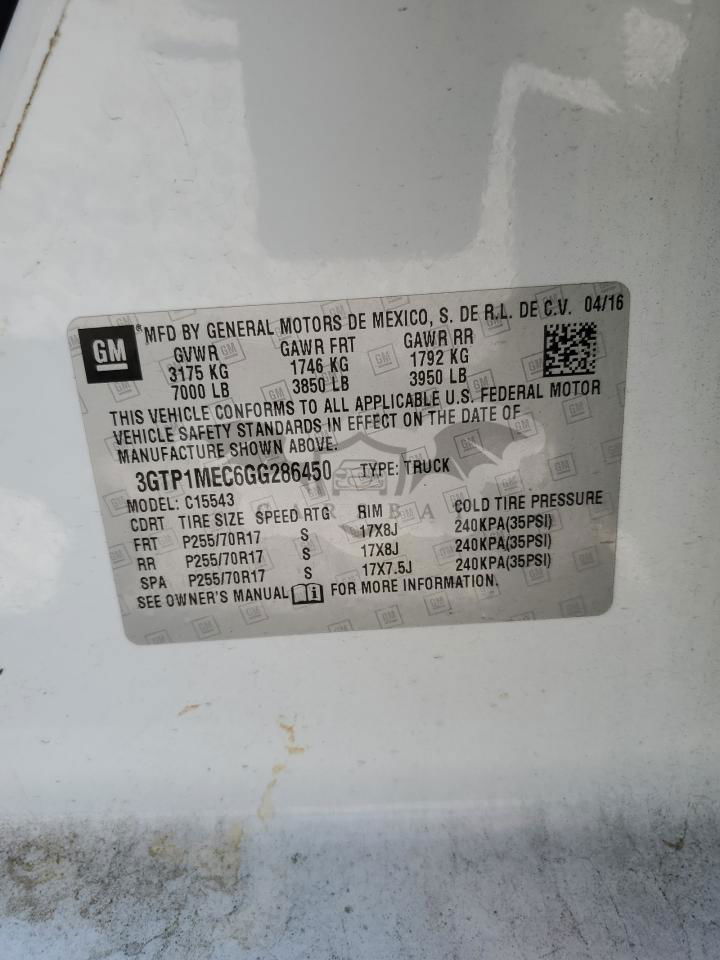 GM
®MFD BY GENERAL MOTORS DE MEXICO, S. DE R.L. DE C.V. 04/16
GVWR GAWR FRT GAWR RR
3175 KG 1746 KG 1792 KG
7000 LB 3850 LB 3950 LB
THIS VEHICLE CONFORMS TO ALL APPLICABLE U.S. FEDERAL MOTOR
VEHICLE SAFETY STANDARDS IN EFFECT ON THE DATE OF
MANUFACTURE SHOWN ABOVE.
3GTP1MEC6GG286450 TYPE: TRUCK
MODEL: C15543
CDRT TIRE SIZE SPEED RTG RIM COLD TIRE PRESSURE
FRT P255/70R17 S 17X8J 240KPA(35PSI)
RR P255/70R17 S 17X8J 240KPA(35PSI)
SPA P255/70R17 S 17X7.5J 240KPA(35PSI)
SEE OWNER'S MANUAL FOR MORE INFORMATION.